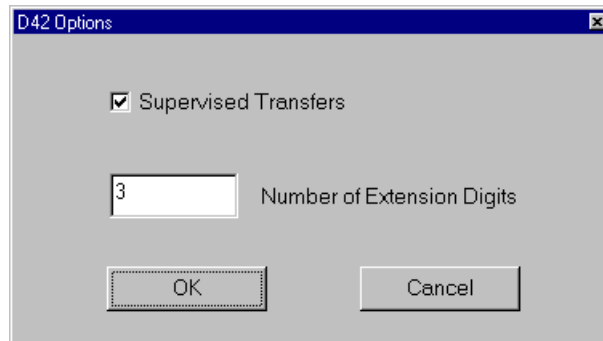 D42 Options
Supervised Transfers
3 Number of Extension Digits
OK Cancel